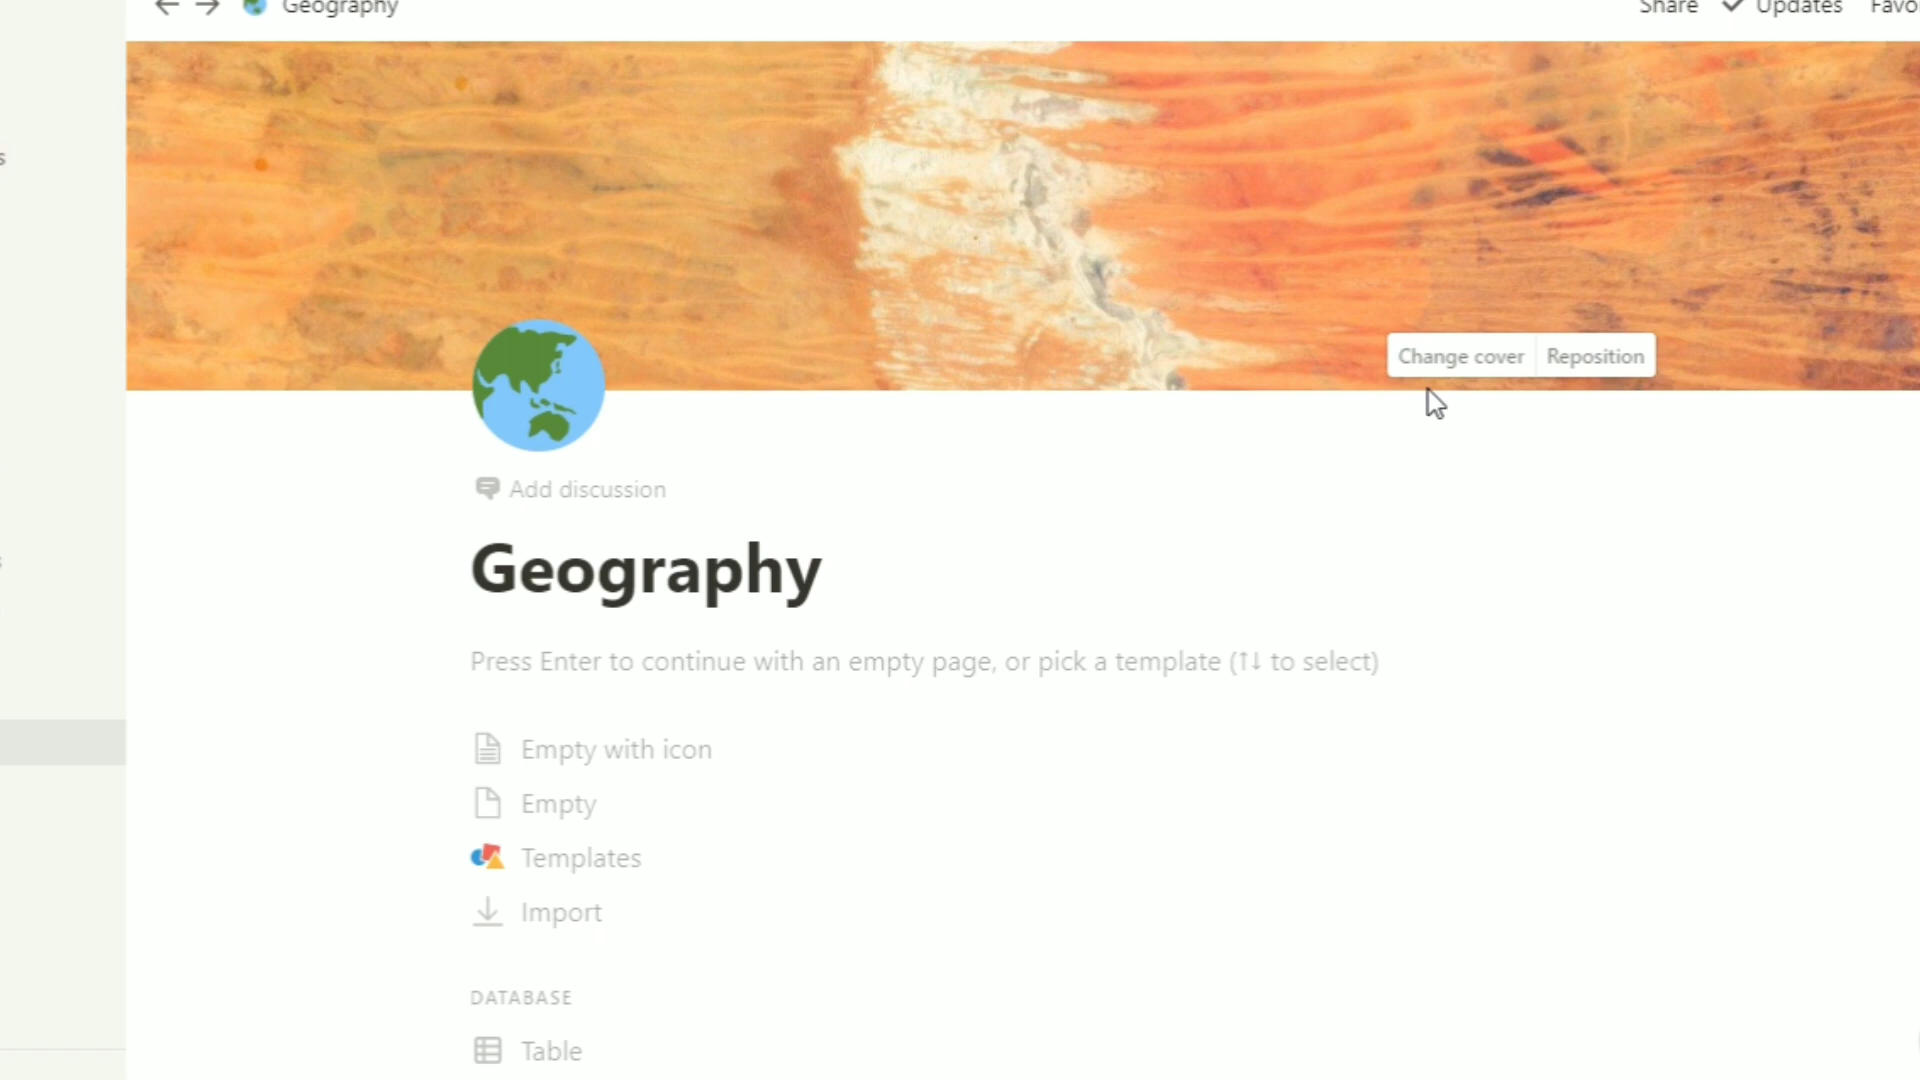 Geography
Share
Updates
Change cover
Reposition
Add discussion
Geography
Press Enter to continue with an empty page, or pick a template (↑↓ to select)
Empty with icon
Empty
Templates
Import
DATABASE
Table